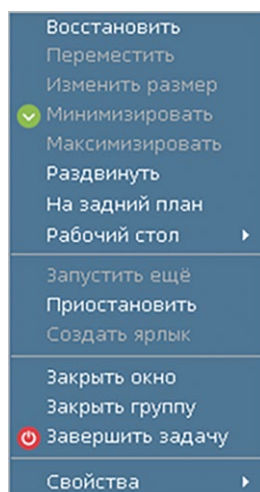 Восстановить
Переместить
Изменить размер
Минимизировать
Максимизировать
Раздвинуть
На задний план
Рабочий стол
Запустить ещё
Приостановить
Создать ярлык
Закрыть окно
Закрыть группу
Завершить задачу
Свойства